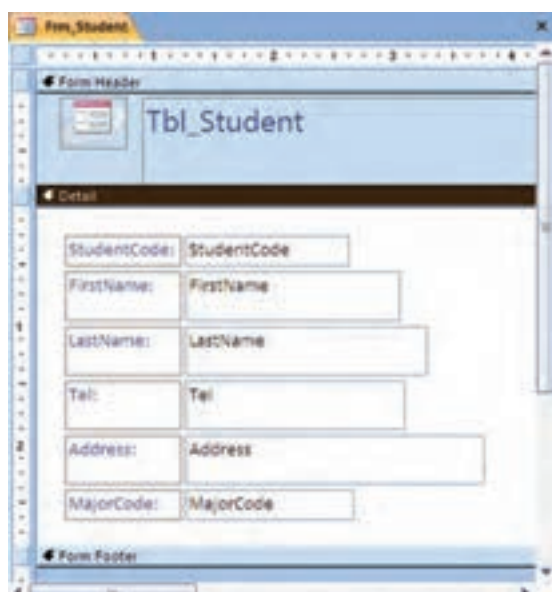 Frm_Student
Form Header
Tbl_Student
Detail
StudentCode: StudentCode
FirstName: FirstName
LastName: LastName
Tel: Tel
Address: Address
MajorCode: MajorCode
Form Footer